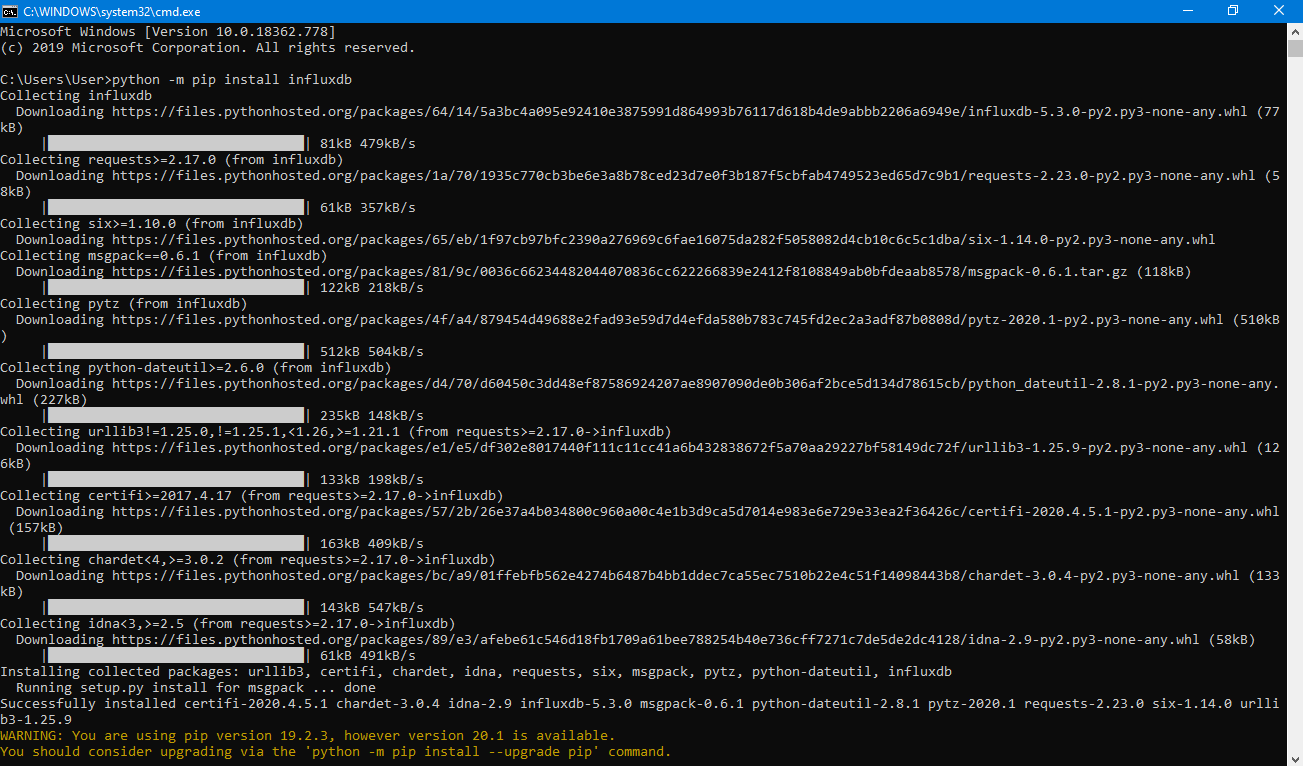 C:\WINDOWS\system32\cmd.exe
Microsoft Windows [Version 10.0.18362.778]
(c) 2019 Microsoft Corporation. All rights reserved.
C:\Users\User>python -m pip install influxdb
Collecting influxdb
  Downloading https://files.pythonhosted.org/packages/64/14/5a3bc4a095e92410e3875991d864993b76117d618b4de9abbb2206a6949e/influxdb-5.3.0-py2.py3-none-any.whl (77
kB)
     |████████████████████████████████| 81kB 479kB/s
Collecting requests>=2.17.0 (from influxdb)
  Downloading https://files.pythonhosted.org/packages/1a/70/1935c770cb3be6e3a8b78ced23d7e0f3b187f5cbfab4749523ed65d7c9b1/requests-2.23.0-py2.py3-none-any.whl (5
8kB)
     |████████████████████████████████| 61kB 357kB/s
Collecting six>=1.10.0 (from influxdb)
  Downloading https://files.pythonhosted.org/packages/65/eb/1f97cb97bfc2390a276969c6fae16075da282f5058082d4cb10c6c5c1dba/six-1.14.0-py2.py3-none-any.whl
Collecting msgpack==0.6.1 (from influxdb)
  Downloading https://files.pythonhosted.org/packages/81/9c/0036c66234482044070836cc622266839e2412f8108849ab0bfdeaab8578/msgpack-0.6.1.tar.gz (118kB)
     |████████████████████████████████| 122kB 218kB/s
Collecting pytz (from influxdb)
  Downloading https://files.pythonhosted.org/packages/4f/a4/879454d49688e2fad93e59d7d4efda580b783c745fd2ec2a3adf87b0808d/pytz-2020.1-py2.py3-none-any.whl (510kB
)
     |████████████████████████████████| 512kB 504kB/s
Collecting python-dateutil>=2.6.0 (from influxdb)
  Downloading https://files.pythonhosted.org/packages/d4/70/d60450c3dd48ef87586924207ae8907090de0b306af2bce5d134d78615cb/python_dateutil-2.8.1-py2.py3-none-any.
whl (227kB)
     |████████████████████████████████| 235kB 148kB/s
Collecting urllib3!=1.25.0,!=1.25.1,<1.26,>=1.21.1 (from requests>=2.17.0->influxdb)
  Downloading https://files.pythonhosted.org/packages/e1/e5/df302e8017440f111c11cc41a6b432838672f5a70aa29227bf58149dc72f/urllib3-1.25.9-py2.py3-none-any.whl (12
6kB)
     |████████████████████████████████| 133kB 198kB/s
Collecting certifi>=2017.4.17 (from requests>=2.17.0->influxdb)
  Downloading https://files.pythonhosted.org/packages/57/2b/26e37a4b034800c960a00c4e1b3d9ca5d7014e983e6e729e33ea2f36426c/certifi-2020.4.5.1-py2.py3-none-any.whl
 (157kB)
     |████████████████████████████████| 163kB 409kB/s
Collecting chardet<4,>=3.0.2 (from requests>=2.17.0->influxdb)
  Downloading https://files.pythonhosted.org/packages/bc/a9/01ffebfb562e4274b6487b4bb1ddec7ca55ec7510b22e4c51f14098443b8/chardet-3.0.4-py2.py3-none-any.whl (133
kB)
     |████████████████████████████████| 143kB 547kB/s
Collecting idna<3,>=2.5 (from requests>=2.17.0->influxdb)
  Downloading https://files.pythonhosted.org/packages/89/e3/afebe61c546d18fb1709a61bee788254b40e736cff7271c7de5de2dc4128/idna-2.9-py2.py3-none-any.whl (58kB)
     |████████████████████████████████| 61kB 491kB/s
Installing collected packages: urllib3, certifi, chardet, idna, requests, six, msgpack, pytz, python-dateutil, influxdb
  Running setup.py install for msgpack ... done
Successfully installed certifi-2020.4.5.1 chardet-3.0.4 idna-2.9 influxdb-5.3.0 msgpack-0.6.1 python-dateutil-2.8.1 pytz-2020.1 requests-2.23.0 six-1.14.0 urlli
b3-1.25.9
WARNING: You are using pip version 19.2.3, however version 20.1 is available.
You should consider upgrading via the 'python -m pip install --upgrade pip' command.